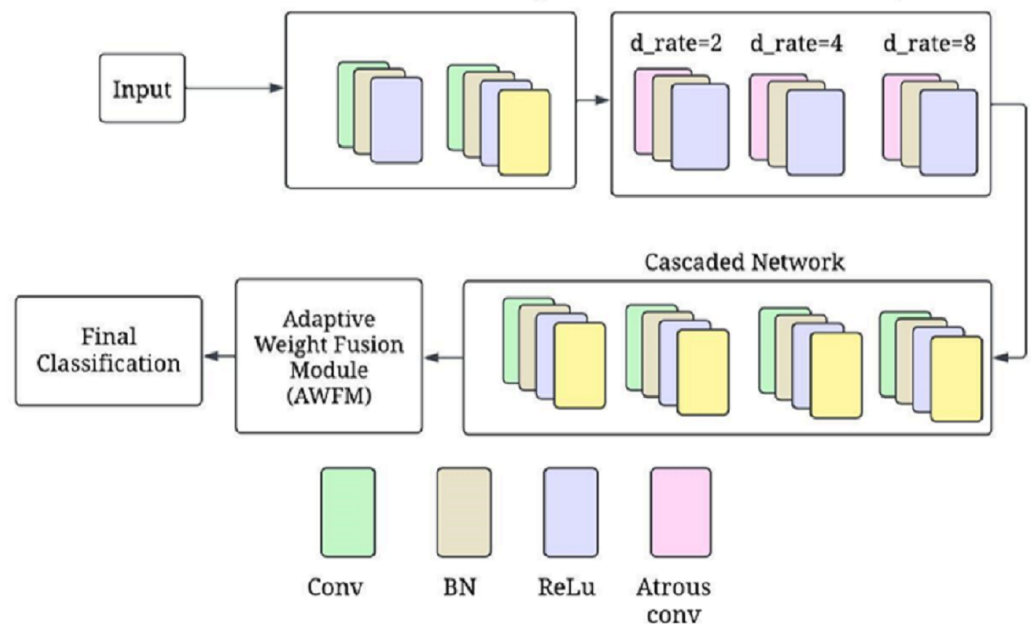 d_rate=2 d_rate=4 d_rate=8
Input
Cascaded Network
Final
Classification
Adaptive
Weight Fusion
Module
(AWFM)
Conv BN ReLu Atrous
conv